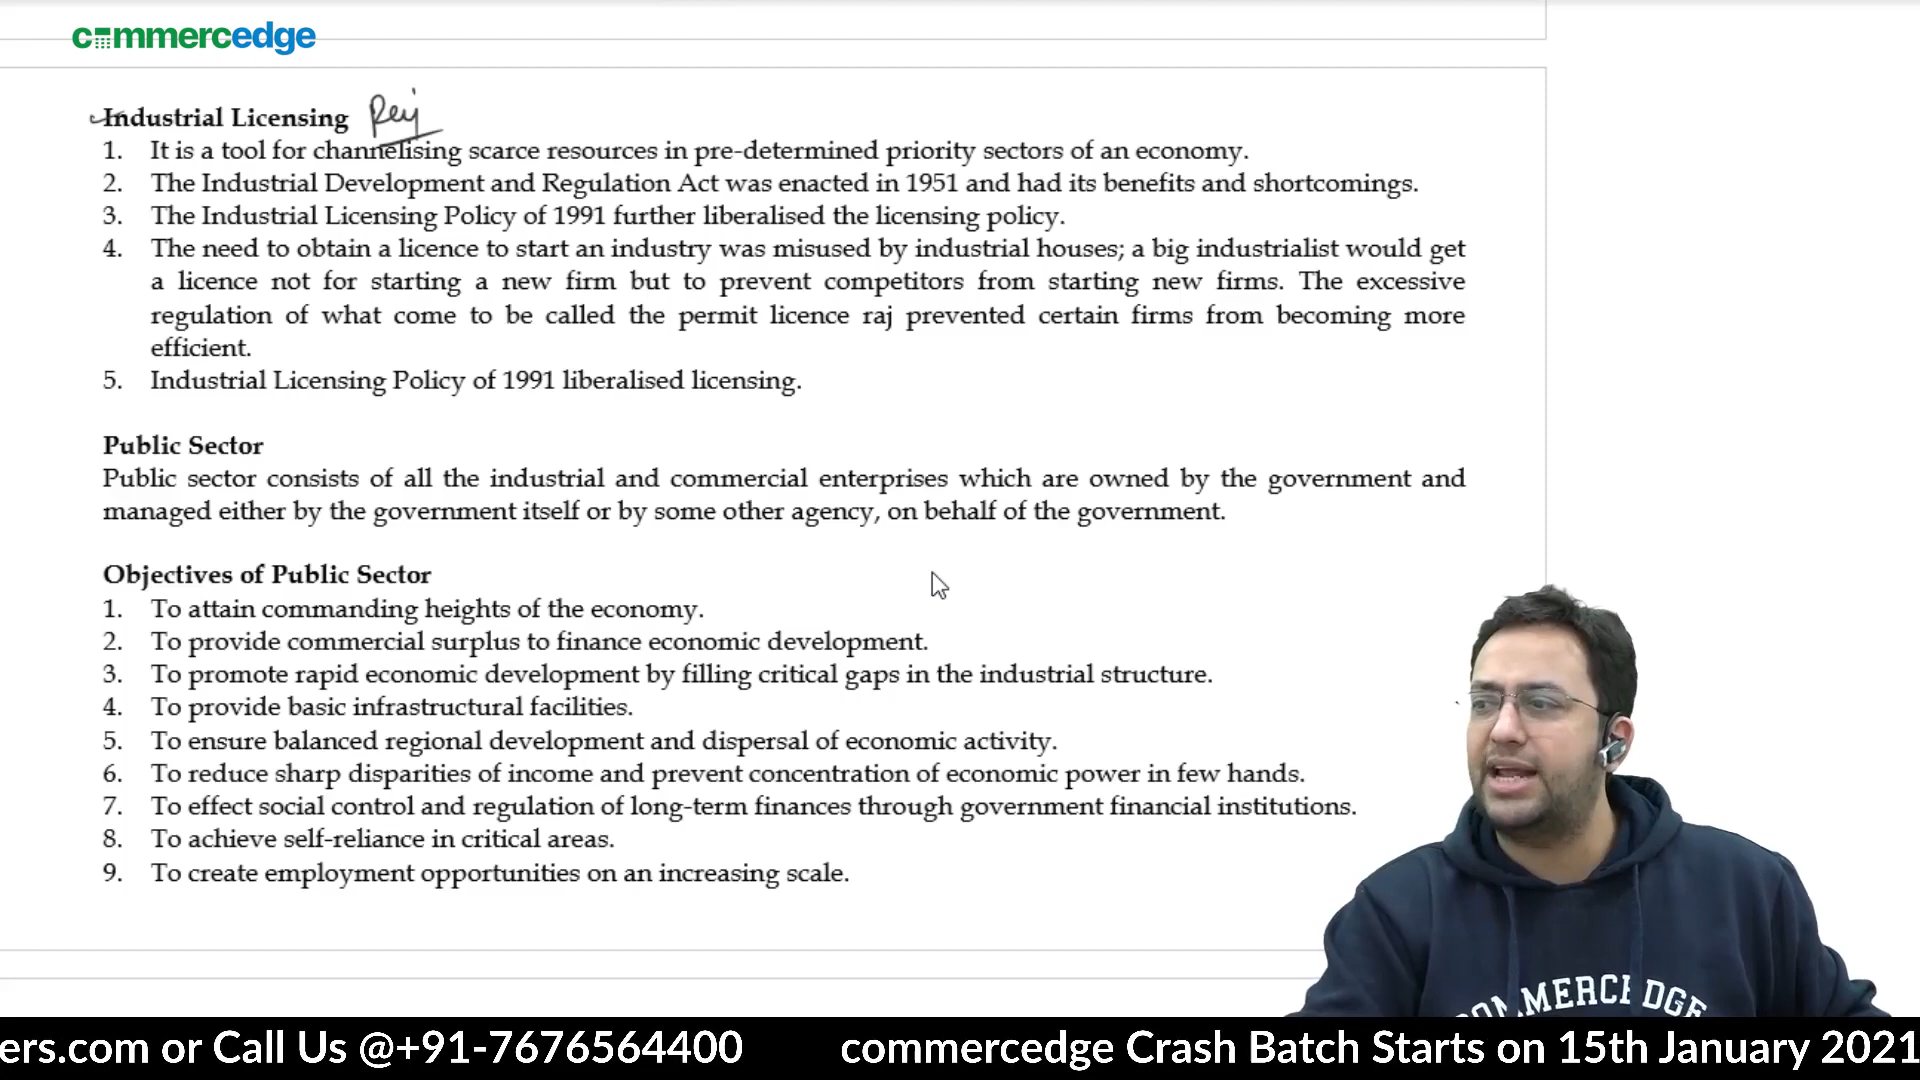 commercedge
Industrial Licensing Raj
1. It is a tool for channelising scarce resources in pre-determined priority sectors of an economy.
2. The Industrial Development and Regulation Act was enacted in 1951 and had its benefits and shortcomings.
3. The Industrial Licensing Policy of 1991 further liberalised the licensing policy.
4. The need to obtain a licence to start an industry was misused by industrial houses; a big industrialist would get
a licence not for starting a new firm but to prevent competitors from starting new firms. The excessive
regulation of what come to be called the permit licence raj prevented certain firms from becoming more
efficient.
5. Industrial Licensing Policy of 1991 liberalised licensing.
Public Sector
Public sector consists of all the industrial and commercial enterprises which are owned by the government and
managed either by the government itself or by some other agency, on behalf of the government.
Objectives of Public Sector
1. To attain commanding heights of the economy.
2. To provide commercial surplus to finance economic development.
3. To promote rapid economic development by filling critical gaps in the industrial structure.
4. To provide basic infrastructural facilities.
5. To ensure balanced regional development and dispersal of economic activity.
6. To reduce sharp disparities of income and prevent concentration of economic power in few hands.
7. To effect social control and regulation of long-term finances through government financial institutions.
8. To achieve self-reliance in critical areas.
9. To create employment opportunities on an increasing scale.
COMMERCEDGE
ers.com or Call Us @+91-7676564400 commercedge Crash Batch Starts on 15th January 2021